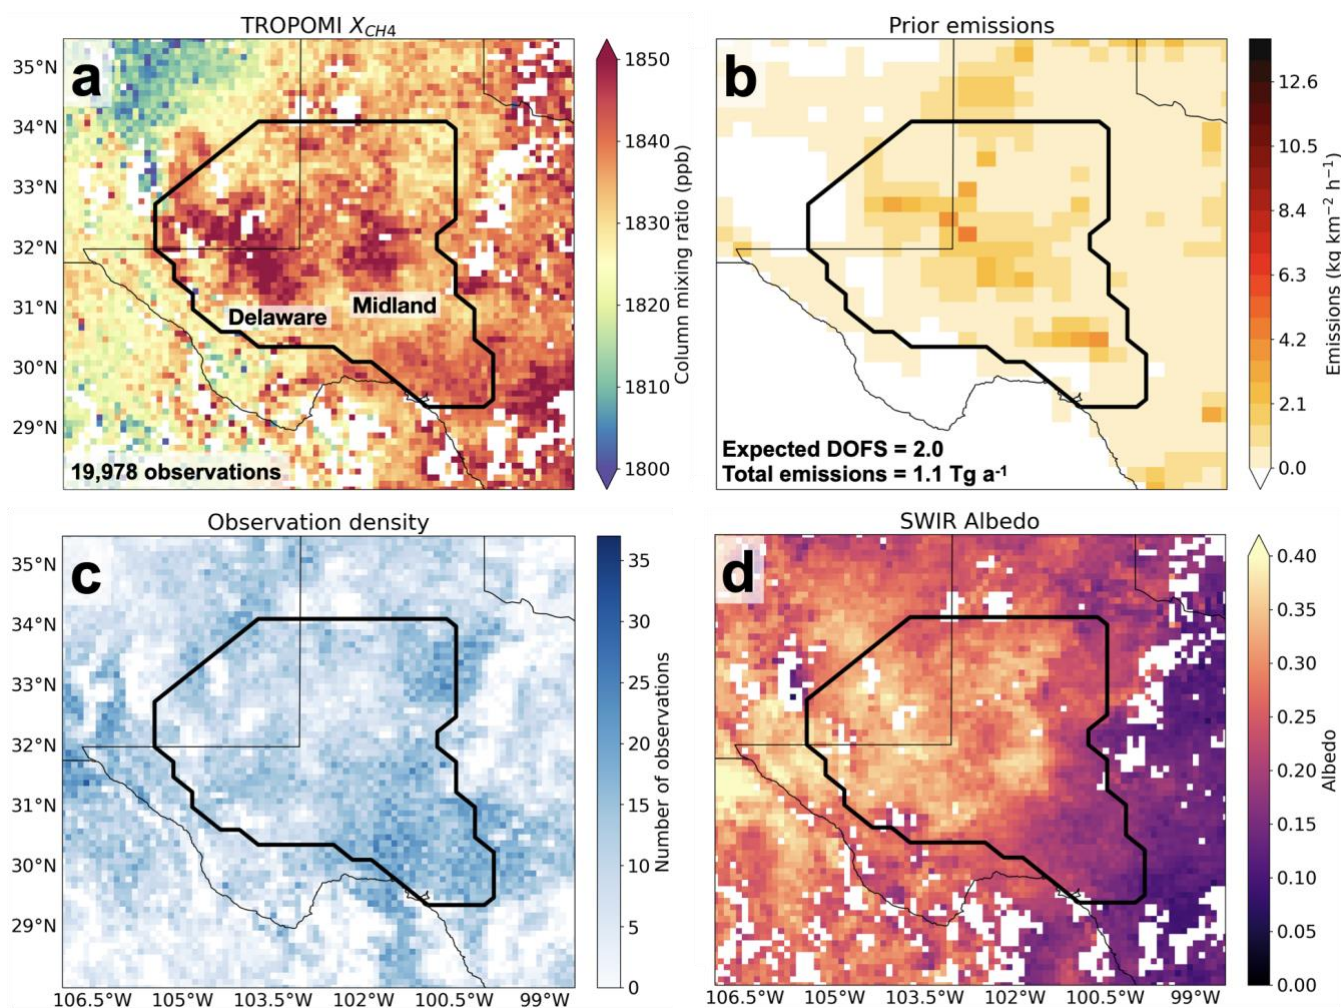 TROPOMI X_CH4
a
35°N
34°N
33°N
32°N
31°N
30°N
29°N
Delaware
Midland
19,978 observations
1850
1840
1830
1820
1810
1800
Column mixing ratio (ppb)
Prior emissions
b
Expected DOFS = 2.0
Total emissions = 1.1 Tg a⁻¹
12.6
10.5
8.4
6.3
4.2
2.1
0.0
Emissions (kg km⁻² h⁻¹)
Observation density
c
35°N
34°N
33°N
32°N
31°N
30°N
29°N
106.5°W 105°W 103.5°W 102°W 100.5°W 99°W
35
30
25
20
15
10
5
0
Number of observations
SWIR Albedo
d
106.5°W 105°W 103.5°W 102°W 100.5°W 99°W
0.40
0.35
0.30
0.25
0.20
0.15
0.10
0.05
0.00
Albedo